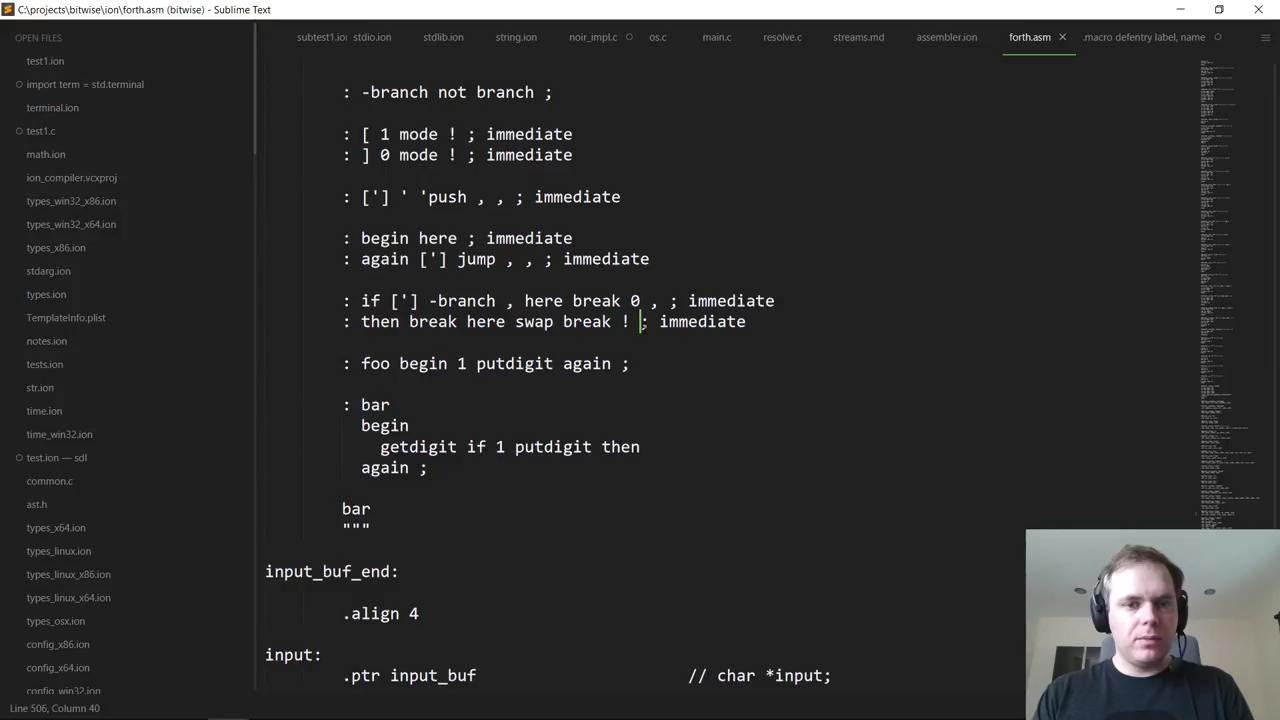 C:\projects\bitwise\ion\forth.asm (bitwise) - Sublime Text
OPEN FILES
test1.ion
import term = std.terminal
terminal.ion
test1.c
math.ion
ion_compiler.vcxproj
types_win32_x86.ion
types_win32_x64.ion
types_x86.ion
stdarg.ion
types.ion
TemplateInfo.plist
notes.ion
tests.ion
str.ion
time.ion
time_win32.ion
test.ion — sdl
common.c
ast.h
types_x64.ion
types_linux.ion
types_linux_x86.ion
types_linux_x64.ion
types_osx.ion
config_x86.ion
config_x64.ion
config_win32.ion
subtest1.ion stdio.ion stdlib.ion string.ion noir_impl.c os.c main.c resolve.c streams.md assembler.ion forth.asm .macro defentry label, name
: -branch not branch ;
[ 1 mode ! ; immediate
: ] 0 mode ! ; immediate
: ['] ' 'push , , ; immediate
: begin here ; immediate
again ['] jump , , ; immediate
: if ['] -branch , here break 0 , ; immediate
: then break here swap break ! ; immediate
foo begin 1 putdigit again ;
: bar
begin
getdigit if putdigit then
again ;
bar
"""
input_buf_end:
.align 4
input:
.ptr input_buf // char *input;
Line 506, Column 40